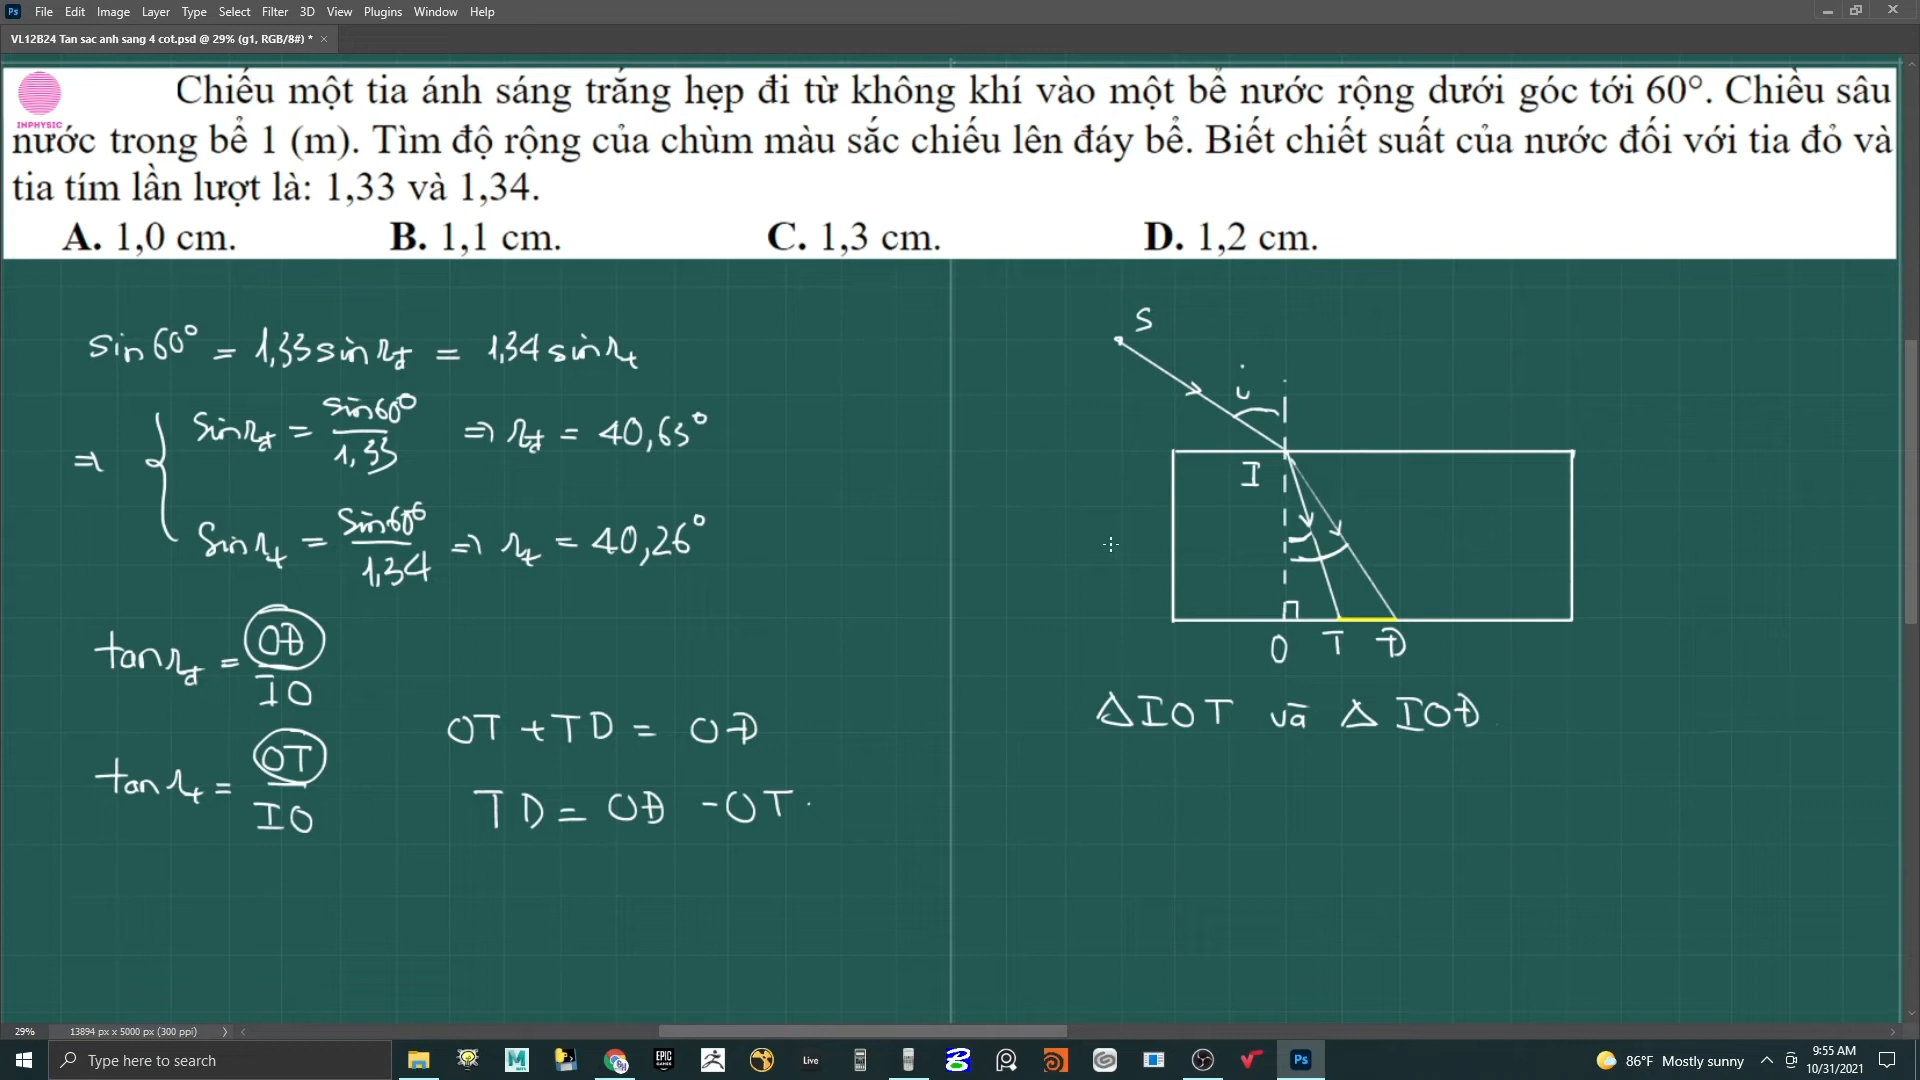 Ps File Edit Image Layer Type Select Filter 3D View Plugins Window Help
VL12B24 Tan sac anh sang 4 cot.psd @ 29% (g1, RGB/8#) * ×
INPHYSIC
Chiếu một tia ánh sáng trắng hẹp đi từ không khí vào một bể nước rộng dưới góc tới 60°. Chiều sâu
nước trong bể 1 (m). Tìm độ rộng của chùm màu sắc chiếu lên đáy bể. Biết chiết suất của nước đối với tia đỏ và
tia tím lần lượt là: 1,33 và 1,34.
A. 1,0 cm. B. 1,1 cm. C. 1,3 cm. D. 1,2 cm.
sin60° = 1,33sinrđ = 1,34sinrt
⇒ { sinrđ = sin60°/1,33 ⇒ rđ = 40,63°
sinrt = sin60°/1,34 ⇒ rt = 40,26°
tanrđ = OĐ/IO
tanrt = OT/IO
OT + TĐ = OĐ
TĐ = OĐ - OT
S
i
I
O T Đ
ΔIOT và ΔIOĐ
29% 13894 px x 5000 px (300 ppi)
Type here to search
EPIC GAMES
Live
Ps
86°F Mostly sunny
9:55 AM
10/31/2021